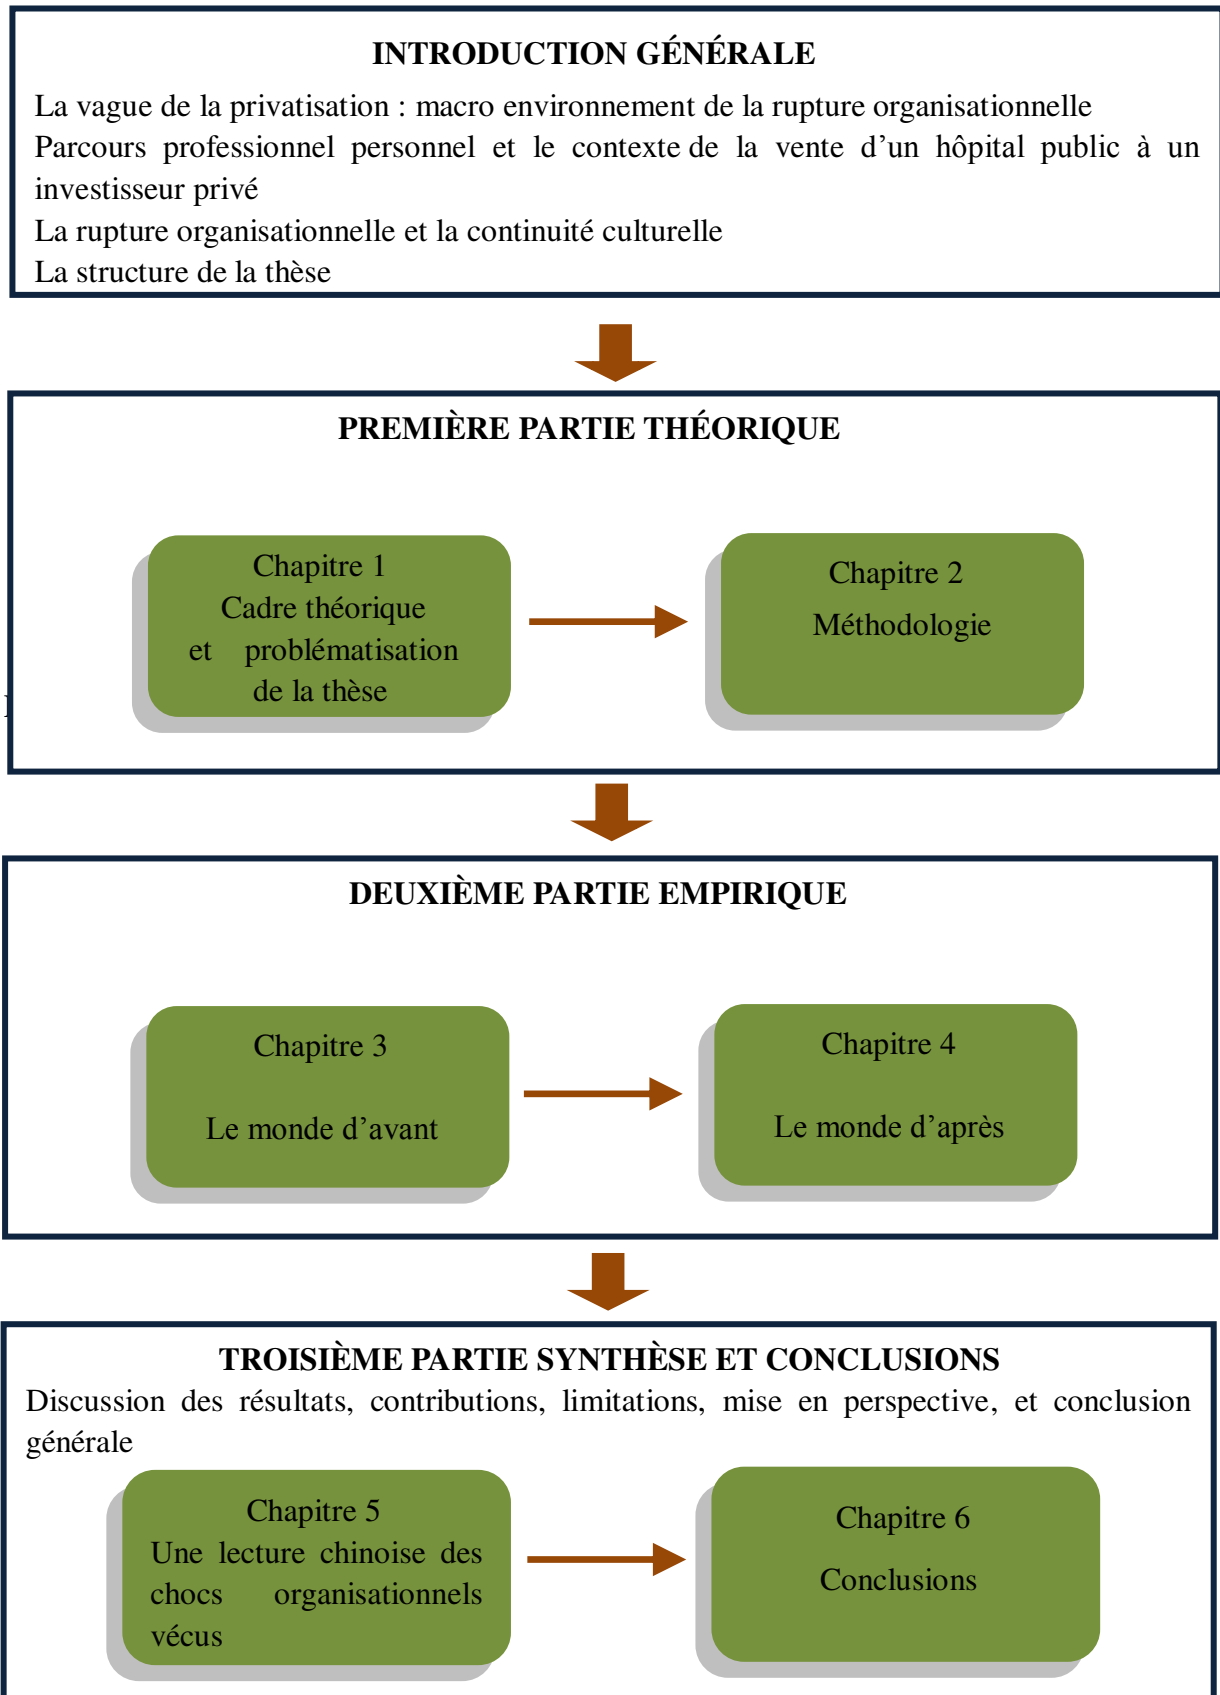 INTRODUCTION GÉNÉRALE
La vague de la privatisation : macro environnement de la rupture organisationnelle
Parcours professionnel personnel et le contexte de la vente d’un hôpital public à un
investisseur privé
La rupture organisationnelle et la continuité culturelle
La structure de la thèse
PREMIÈRE PARTIE THÉORIQUE
Chapitre 1
Cadre théorique
et problématisation
de la thèse
Chapitre 2
Méthodologie
DEUXIÈME PARTIE EMPIRIQUE
Chapitre 3
Le monde d’avant
Chapitre 4
Le monde d’après
TROISIÈME PARTIE SYNTHÈSE ET CONCLUSIONS
Discussion des résultats, contributions, limitations, mise en perspective, et conclusion
générale
Chapitre 5
Une lecture chinoise des
chocs organisationnels
vécus
Chapitre 6
Conclusions